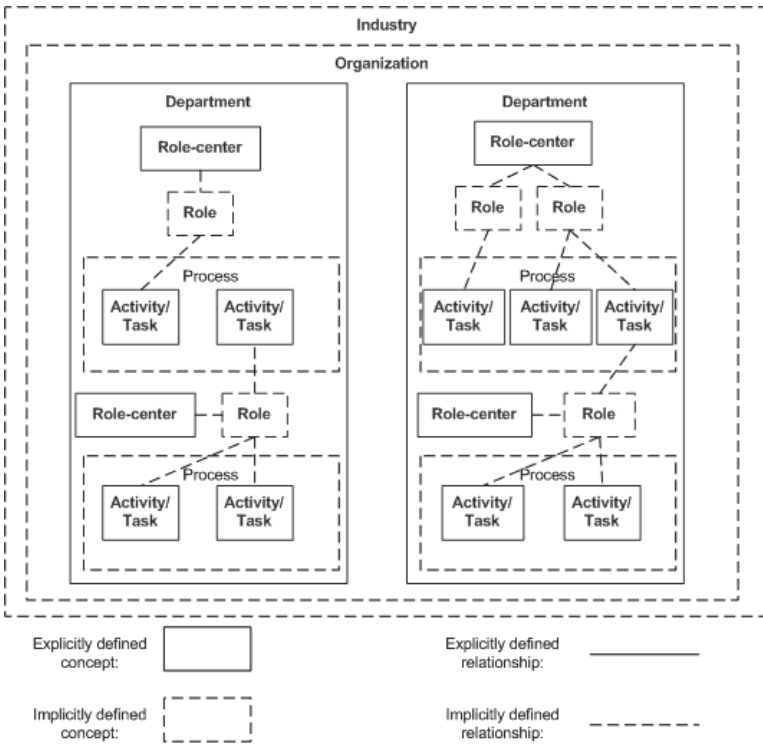 Industry
Organization
Department
Department
Role-center
Role-center
Role
Role
Role
Process
Process
Activity/
Task
Activity/
Task
Activity/
Task
Activity/
Task
Activity/
Task
Role-center
Role
Role-center
Role
Process
Process
Activity/
Task
Activity/
Task
Activity/
Task
Activity/
Task
Explicitly defined
concept:
Explicitly defined
relationship:
Implicitly defined
concept:
Implicitly defined
relationship: